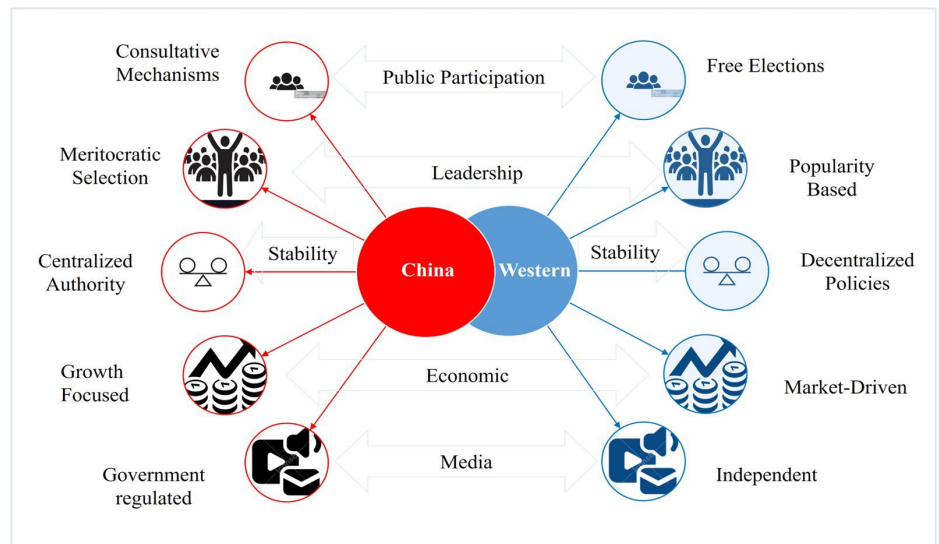 Consultative
Mechanisms
Public Participation
Free Elections
Meritocratic
Selection
Leadership
Popularity
Based
Centralized
Authority
Stability
China
Western
Stability
Decentralized
Policies
Growth
Focused
Economic
Market-Driven
Government
regulated
Media
Independent